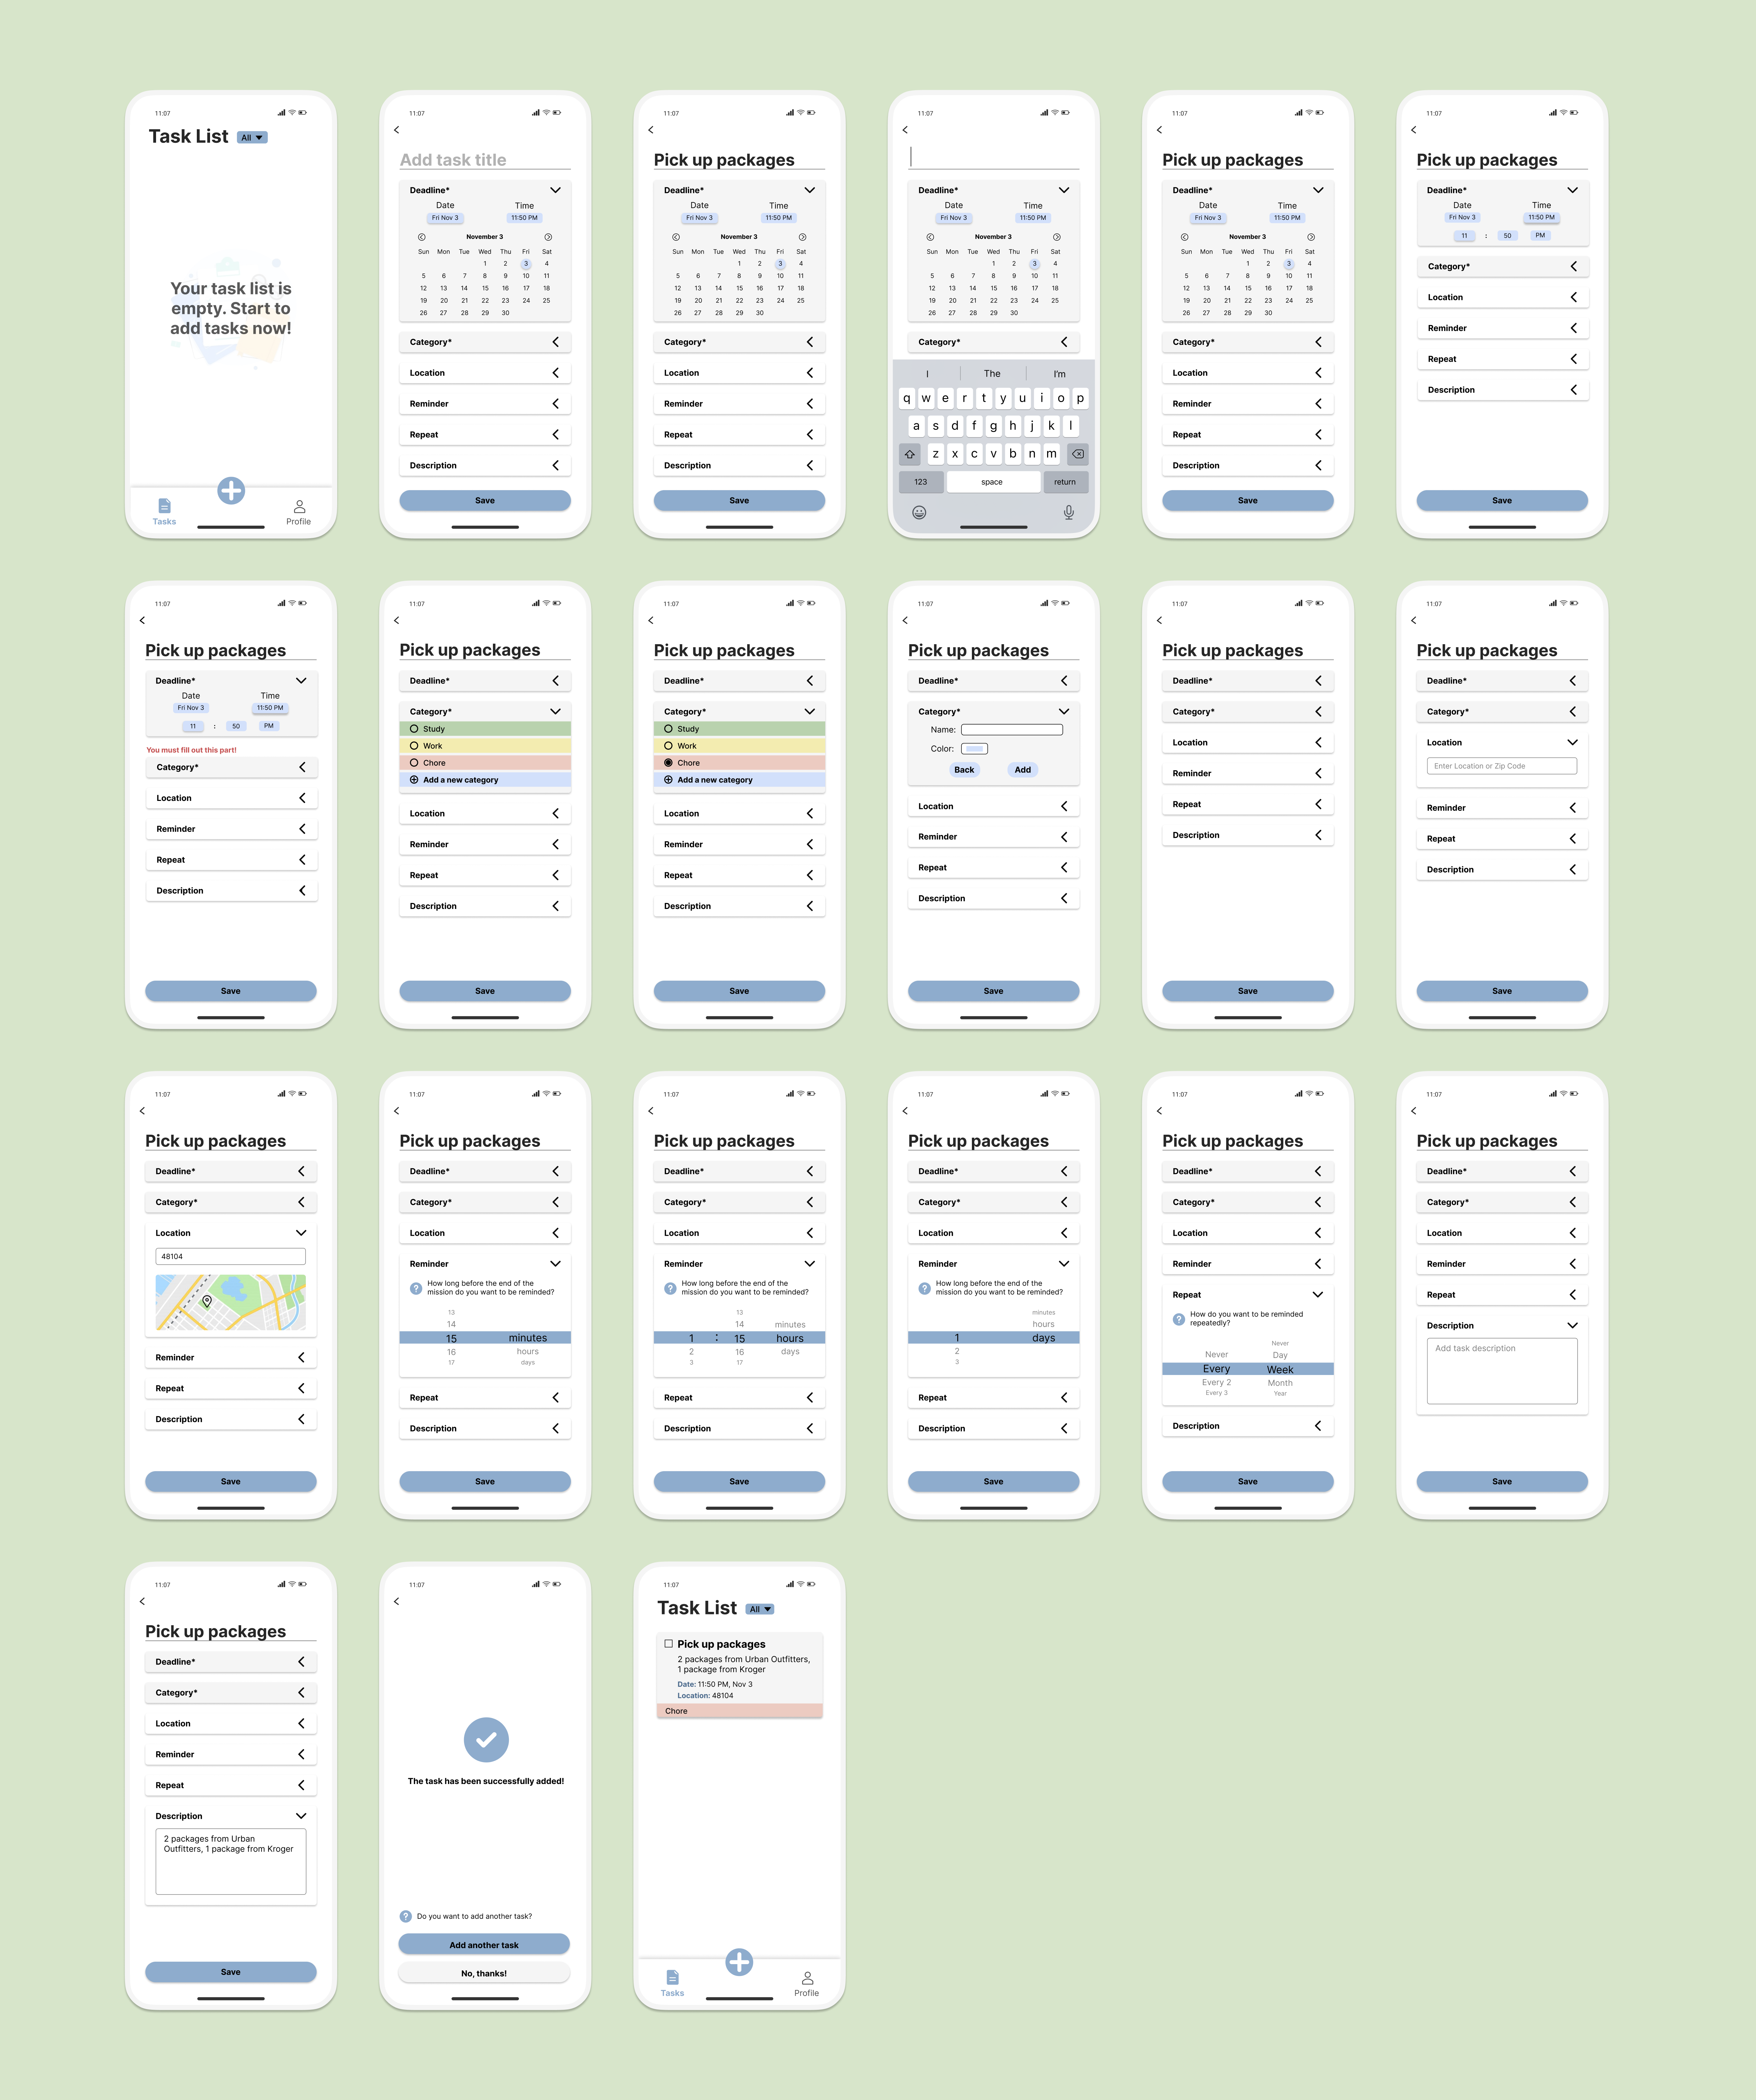 11:07
Task List All
Your task list is
empty. Start to
add tasks now!
Tasks
Profile
11:07
Add task title
Deadline*
Date Time
Fri Nov 3 11:50 PM
November 3
Sun Mon Tue Wed Thu Fri Sat
1 2 3 4
5 6 7 8 9 10 11
12 13 14 15 16 17 18
19 20 21 22 23 24 25
26 27 28 29 30
Category*
Location
Reminder
Repeat
Description
Save
11:07
Pick up packages
Deadline*
Date Time
Fri Nov 3 11:50 PM
November 3
Sun Mon Tue Wed Thu Fri Sat
1 2 3 4
5 6 7 8 9 10 11
12 13 14 15 16 17 18
19 20 21 22 23 24 25
26 27 28 29 30
Category*
Location
Reminder
Repeat
Description
Save
11:07
Deadline*
Date Time
Fri Nov 3 11:50 PM
November 3
Sun Mon Tue Wed Thu Fri Sat
1 2 3 4
5 6 7 8 9 10 11
12 13 14 15 16 17 18
19 20 21 22 23 24 25
26 27 28 29 30
Category*
I The I'm
q w e r t y u i o p
a s d f g h j k l
z x c v b n m
123 space return
11:07
Pick up packages
Deadline*
Date Time
Fri Nov 3 11:50 PM
November 3
Sun Mon Tue Wed Thu Fri Sat
1 2 3 4
5 6 7 8 9 10 11
12 13 14 15 16 17 18
19 20 21 22 23 24 25
26 27 28 29 30
Category*
Location
Reminder
Repeat
Description
Save
11:07
Pick up packages
Deadline*
Date Time
Fri Nov 3 11:50 PM
11 : 50 PM
Category*
Location
Reminder
Repeat
Description
Save
11:07
Pick up packages
Deadline*
Date Time
Fri Nov 3 11:50 PM
11 : 50 PM
You must fill out this part!
Category*
Location
Reminder
Repeat
Description
Save
11:07
Pick up packages
Deadline*
Category*
Study
Work
Chore
Add a new category
Location
Reminder
Repeat
Description
Save
11:07
Pick up packages
Deadline*
Category*
Study
Work
Chore
Add a new category
Location
Reminder
Repeat
Description
Save
11:07
Pick up packages
Deadline*
Category*
Name:
Color:
Back Add
Location
Reminder
Repeat
Description
Save
11:07
Pick up packages
Deadline*
Category*
Location
Reminder
Repeat
Description
Save
11:07
Pick up packages
Deadline*
Category*
Location
Enter Location or Zip Code
Reminder
Repeat
Description
Save
11:07
Pick up packages
Deadline*
Category*
Location
48104
Reminder
Repeat
Description
Save
11:07
Pick up packages
Deadline*
Category*
Location
Reminder
? How long before the end of the
mission do you want to be reminded?
13
14
15 minutes
16 hours
17 days
Repeat
Description
Save
11:07
Pick up packages
Deadline*
Category*
Location
Reminder
? How long before the end of the
mission do you want to be reminded?
13
14 minutes
1 : 15 hours
2 16 days
3 17
Repeat
Description
Save
11:07
Pick up packages
Deadline*
Category*
Location
Reminder
? How long before the end of the
mission do you want to be reminded?
minutes
hours
1 days
2
3
Repeat
Description
Save
11:07
Pick up packages
Deadline*
Category*
Location
Reminder
Repeat
? How do you want to be reminded
repeatedly?
Never
Never Day
Every Week
Every 2 Month
Every 3 Year
Description
Save
11:07
Pick up packages
Deadline*
Category*
Location
Reminder
Repeat
Description
Add task description
Save
11:07
Pick up packages
Deadline*
Category*
Location
Reminder
Repeat
Description
2 packages from Urban
Outfitters, 1 package from Kroger
Save
11:07
The task has been successfully added!
? Do you want to add another task?
Add another task
No, thanks!
11:07
Task List All
Pick up packages
2 packages from Urban Outfitters,
1 package from Kroger
Date: 11:50 PM, Nov 3
Location: 48104
Chore
Tasks
Profile